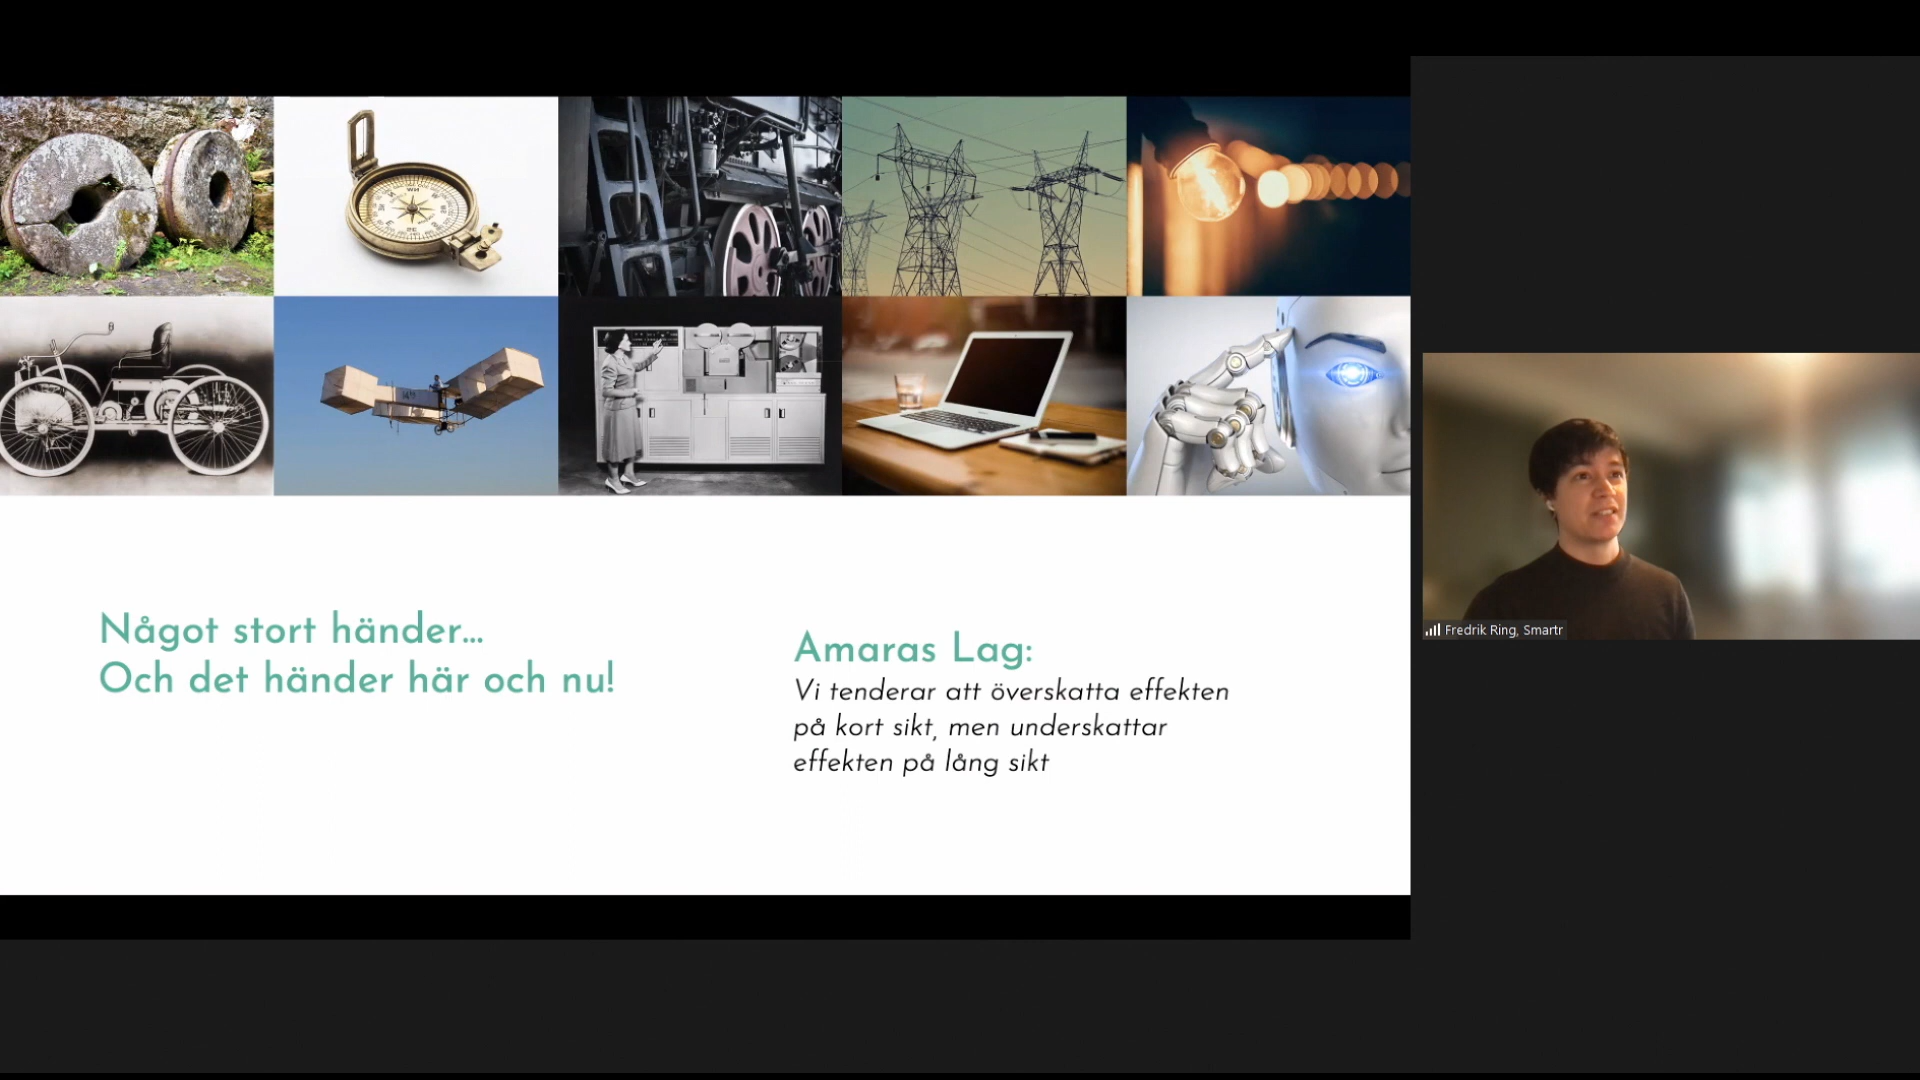 Något stort händer...
Och det händer här och nu!
Amaras Lag:
Vi tenderar att överskatta effekten
på kort sikt, men underskattar
effekten på lång sikt
Fredrik Ring, Smartr